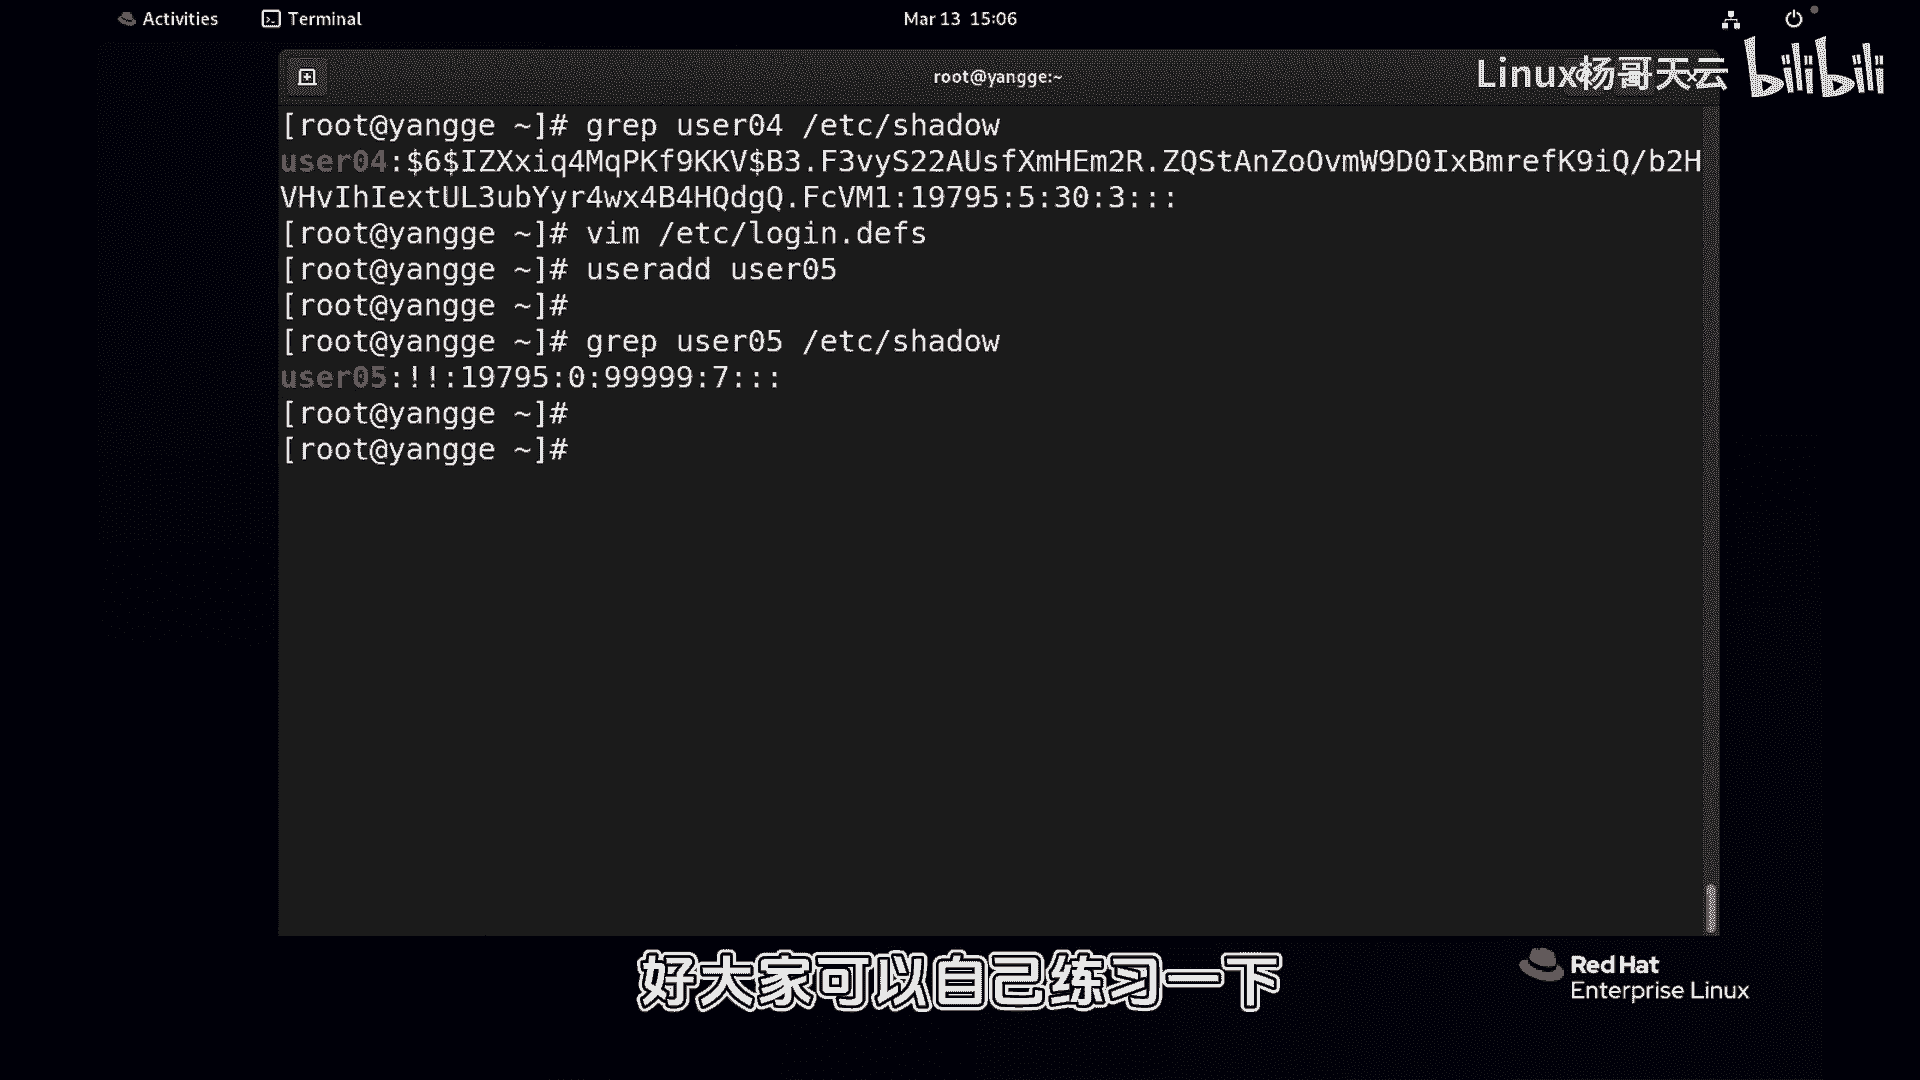 Activities Terminal Mar 13 15:06
root@yangge:~
Linux杨哥天云 bilibili
[root@yangge ~]# grep user04 /etc/shadow
user04:$6$IZXxiq4MqPKf9KKV$B3.F3vyS22AUsfXmHEm2R.ZQStAnZoOvmW9D0IxBmrefK9iQ/b2H
VHvIhIextUL3ubYyr4wx4B4HQdgQ.FcVM1:19795:5:30:3:::
[root@yangge ~]# vim /etc/login.defs
[root@yangge ~]# useradd user05
[root@yangge ~]#
[root@yangge ~]# grep user05 /etc/shadow
user05:!!:19795:0:99999:7:::
[root@yangge ~]#
[root@yangge ~]#
好大家可以自己练习一下
Red Hat
Enterprise Linux